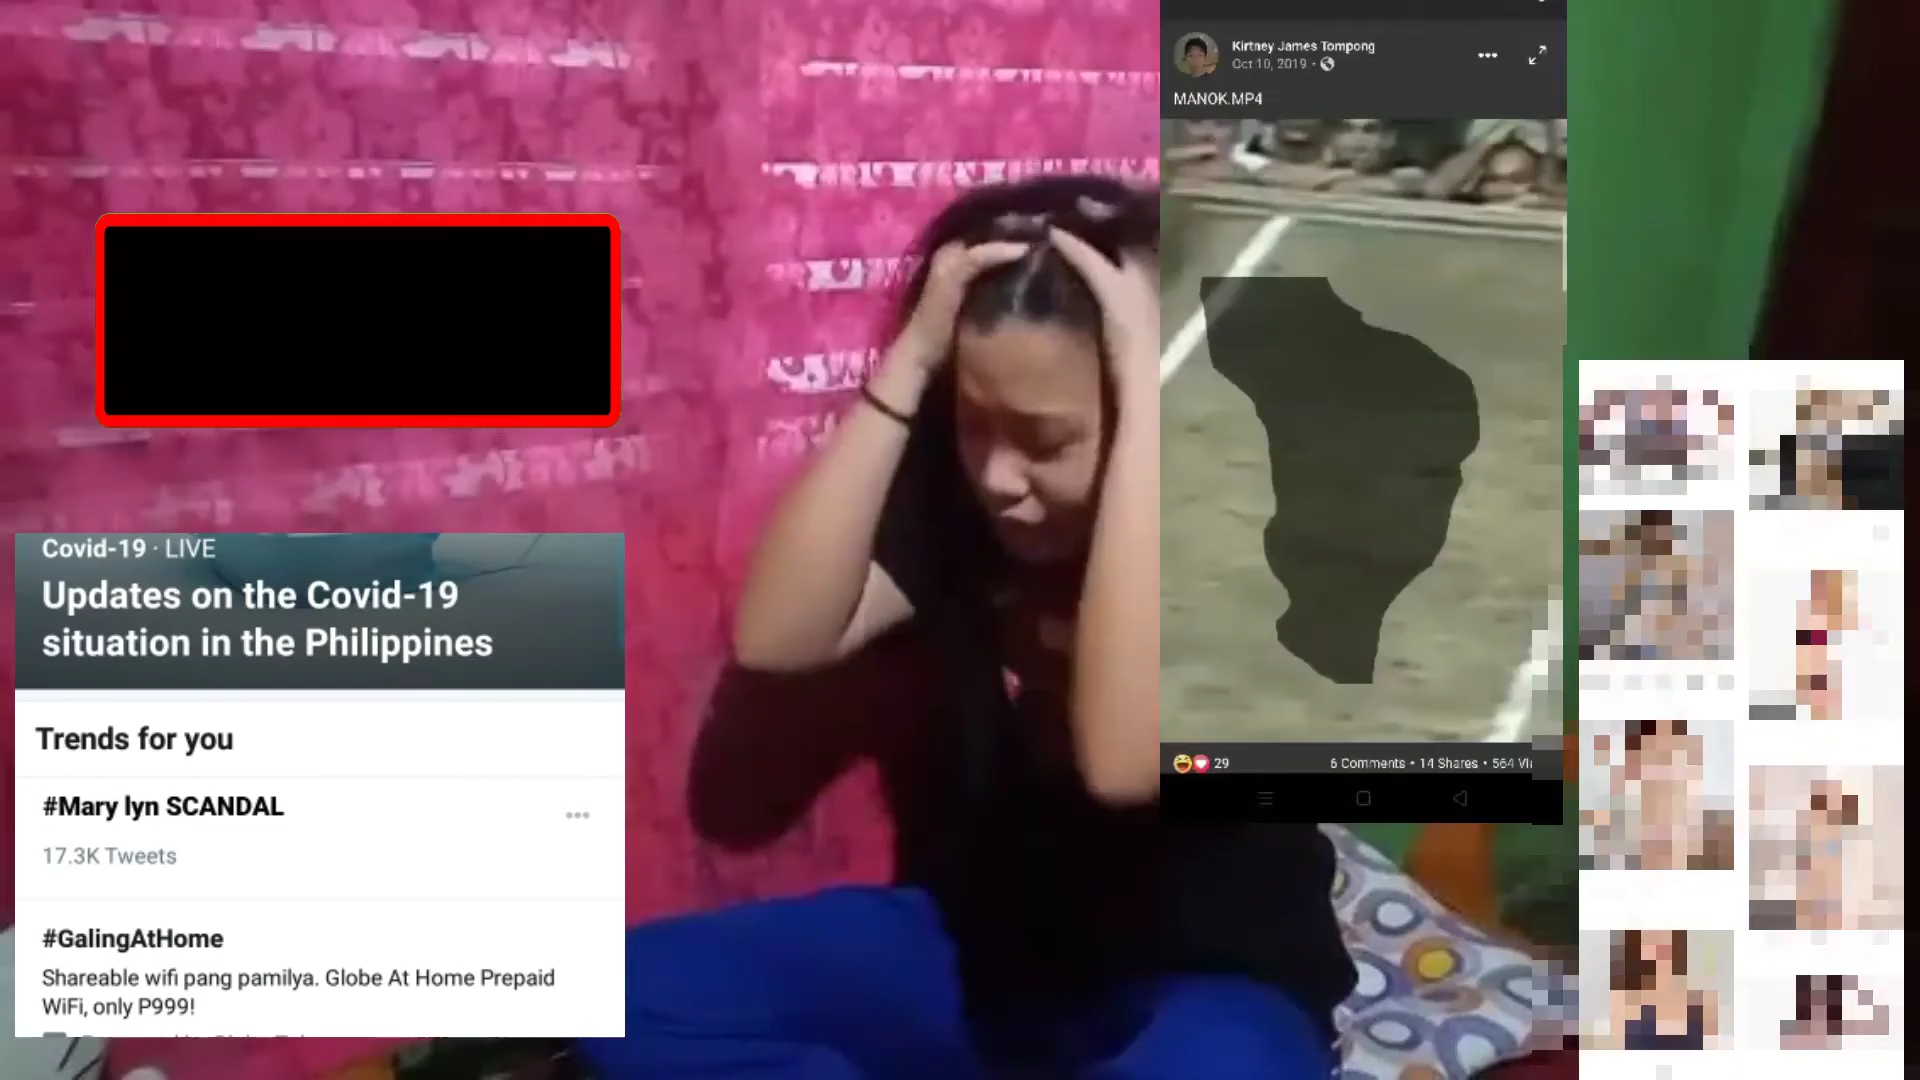 Kirtney James Tompong
Oct 10, 2019 ·
MANOK.MP4
Covid-19 · LIVE
Updates on the Covid-19
situation in the Philippines
Trends for you
#Mary lyn SCANDAL
17.3K Tweets
#GalingAtHome
Shareable wifi pang pamilya. Globe At Home Prepaid
WiFi, only P999!
29
6 Comments • 14 Shares • 564